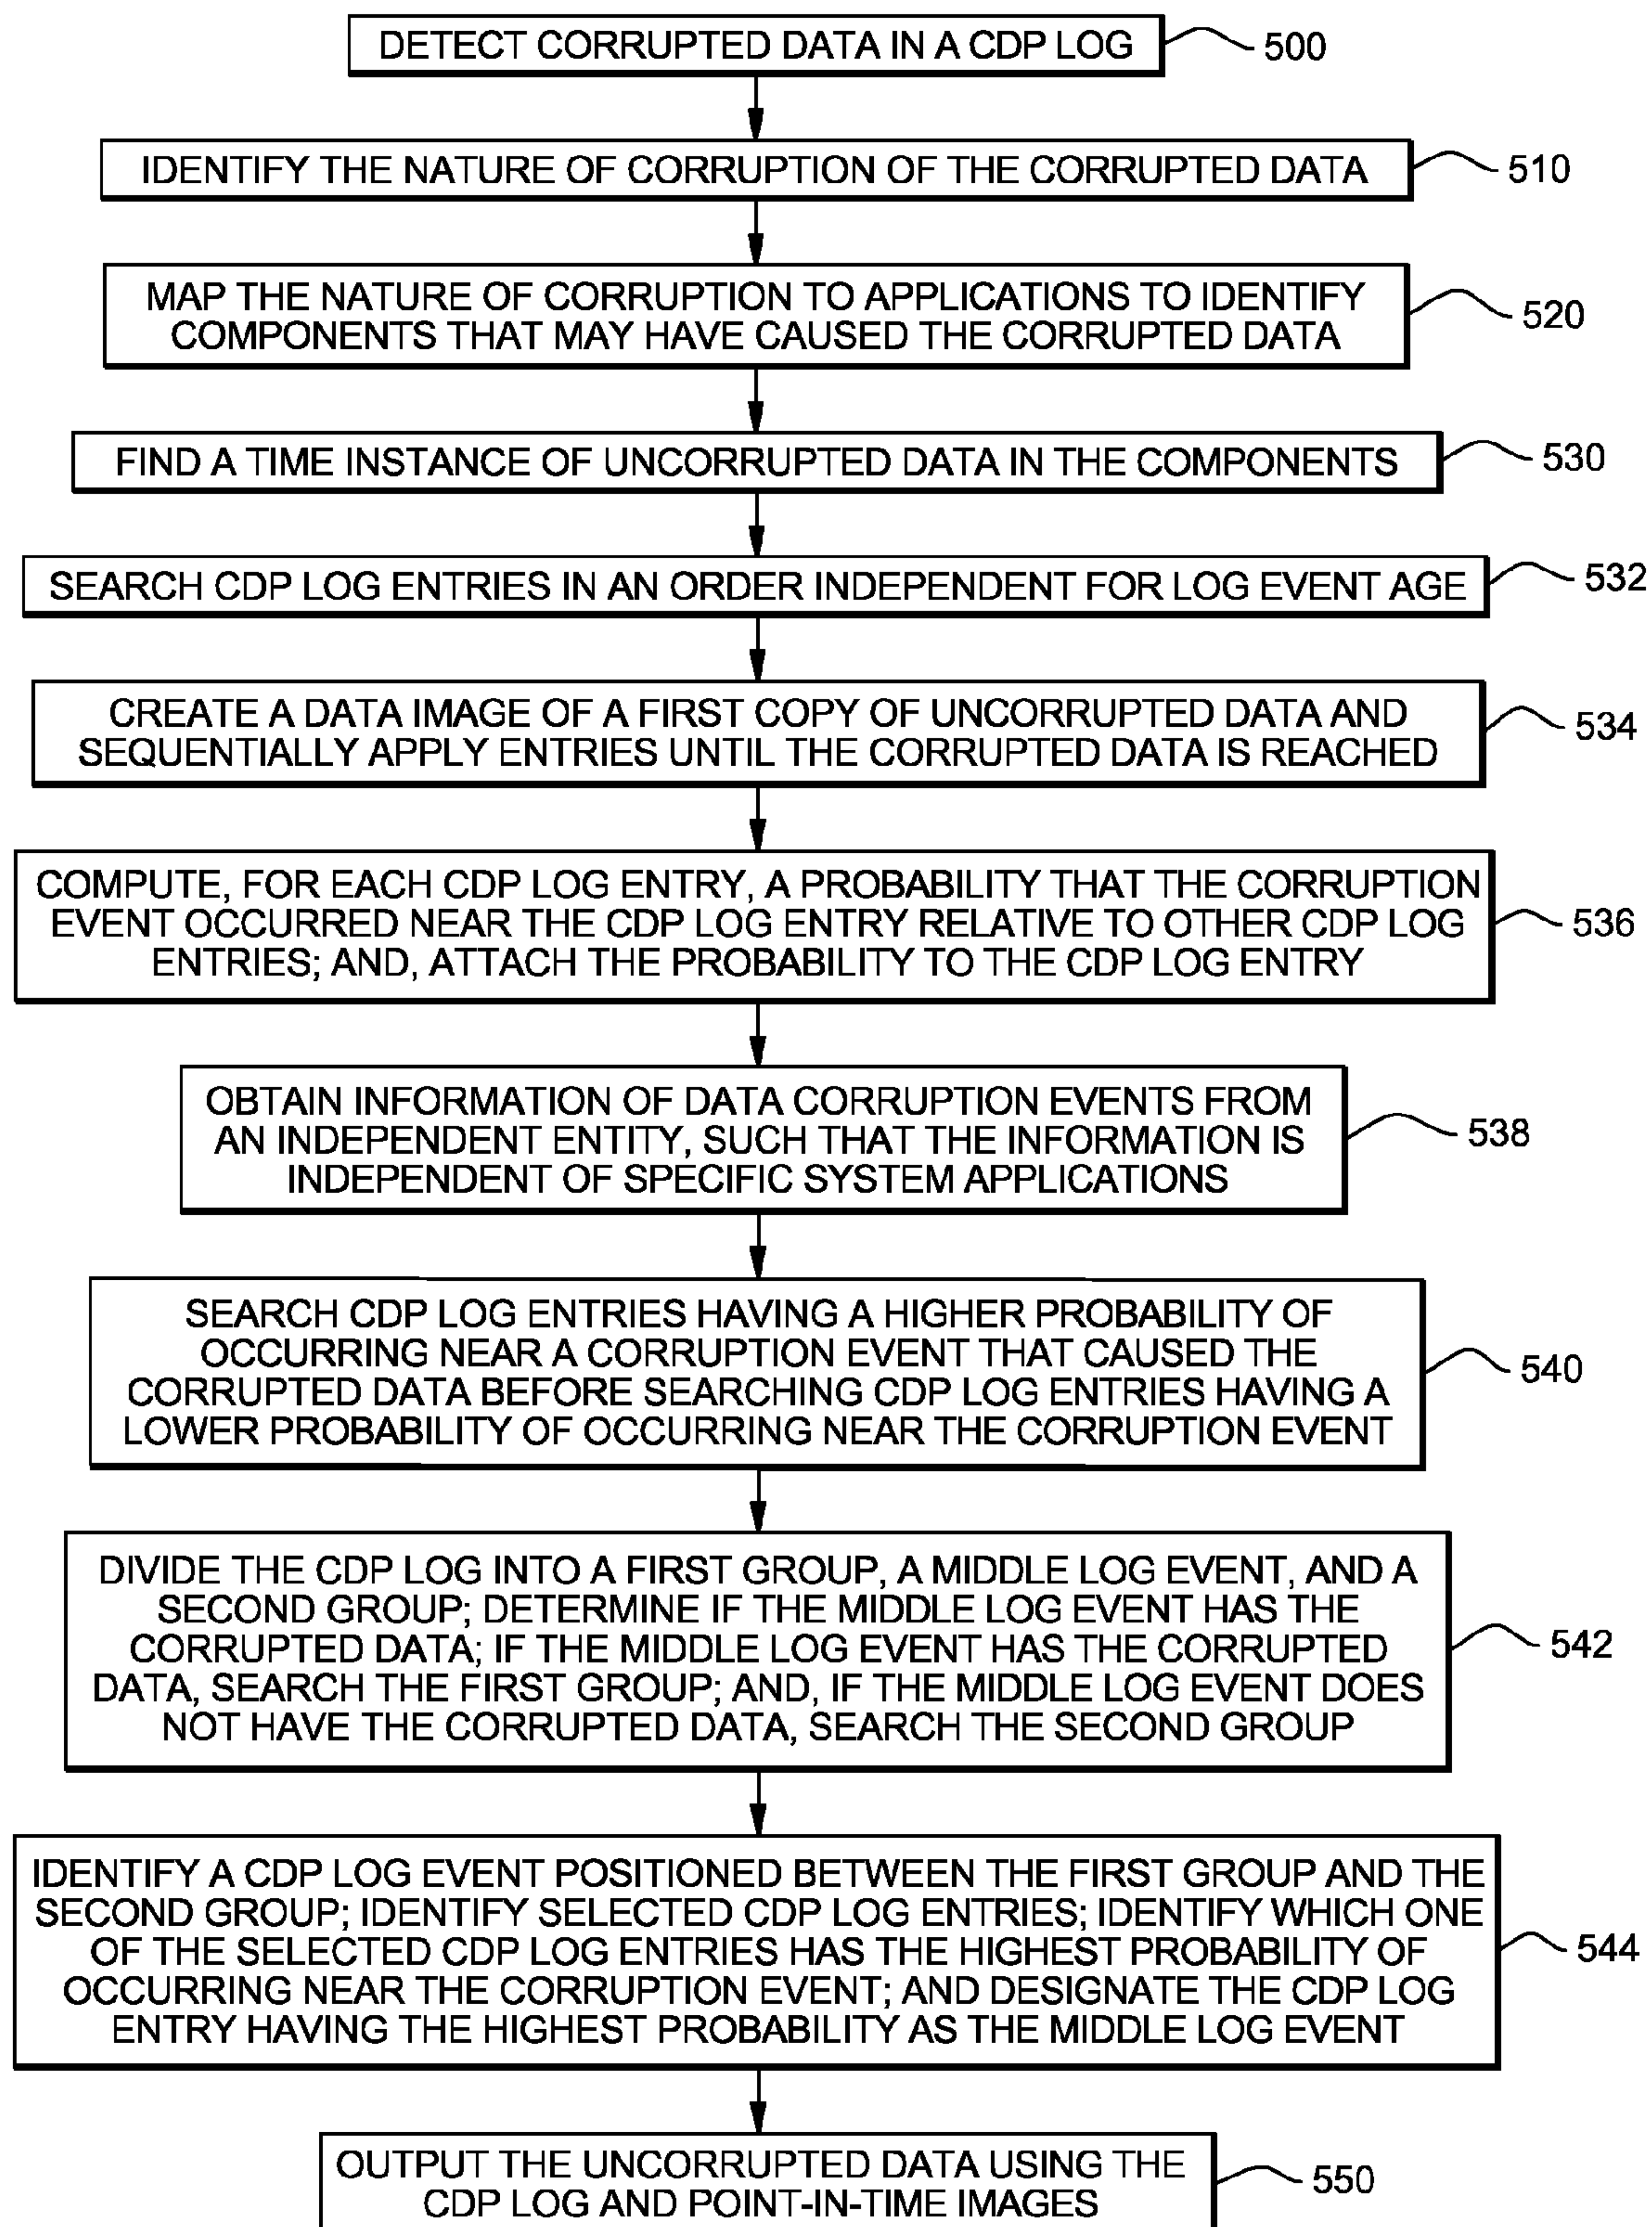 DETECT CORRUPTED DATA IN A CDP LOG
500
IDENTIFY THE NATURE OF CORRUPTION OF THE CORRUPTED DATA
510
MAP THE NATURE OF CORRUPTION TO APPLICATIONS TO IDENTIFY
COMPONENTS THAT MAY HAVE CAUSED THE CORRUPTED DATA
520
FIND A TIME INSTANCE OF UNCORRUPTED DATA IN THE COMPONENTS
530
SEARCH CDP LOG ENTRIES IN AN ORDER INDEPENDENT FOR LOG EVENT AGE
532
CREATE A DATA IMAGE OF A FIRST COPY OF UNCORRUPTED DATA AND
SEQUENTIALLY APPLY ENTRIES UNTIL THE CORRUPTED DATA IS REACHED
534
COMPUTE, FOR EACH CDP LOG ENTRY, A PROBABILITY THAT THE CORRUPTION
EVENT OCCURRED NEAR THE CDP LOG ENTRY RELATIVE TO OTHER CDP LOG
ENTRIES; AND, ATTACH THE PROBABILITY TO THE CDP LOG ENTRY
536
OBTAIN INFORMATION OF DATA CORRUPTION EVENTS FROM
AN INDEPENDENT ENTITY, SUCH THAT THE INFORMATION IS
INDEPENDENT OF SPECIFIC SYSTEM APPLICATIONS
538
SEARCH CDP LOG ENTRIES HAVING A HIGHER PROBABILITY OF
OCCURRING NEAR A CORRUPTION EVENT THAT CAUSED THE
CORRUPTED DATA BEFORE SEARCHING CDP LOG ENTRIES HAVING A
LOWER PROBABILITY OF OCCURRING NEAR THE CORRUPTION EVENT
540
DIVIDE THE CDP LOG INTO A FIRST GROUP, A MIDDLE LOG EVENT, AND A
SECOND GROUP; DETERMINE IF THE MIDDLE LOG EVENT HAS THE
CORRUPTED DATA; IF THE MIDDLE LOG EVENT HAS THE CORRUPTED
DATA, SEARCH THE FIRST GROUP; AND, IF THE MIDDLE LOG EVENT DOES
NOT HAVE THE CORRUPTED DATA, SEARCH THE SECOND GROUP
542
IDENTIFY A CDP LOG EVENT POSITIONED BETWEEN THE FIRST GROUP AND THE
SECOND GROUP; IDENTIFY SELECTED CDP LOG ENTRIES; IDENTIFY WHICH ONE
OF THE SELECTED CDP LOG ENTRIES HAS THE HIGHEST PROBABILITY OF
OCCURRING NEAR THE CORRUPTION EVENT; AND DESIGNATE THE CDP LOG
ENTRY HAVING THE HIGHEST PROBABILITY AS THE MIDDLE LOG EVENT
544
OUTPUT THE UNCORRUPTED DATA USING THE
CDP LOG AND POINT-IN-TIME IMAGES
550